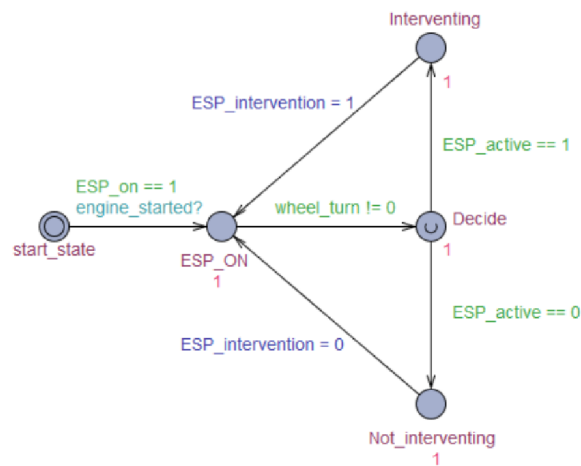 Interventing
1
ESP_intervention = 1
ESP_active == 1
ESP_on == 1
engine_started?
wheel_turn != 0
Decide
1
start_state
ESP_ON
1
ESP_active == 0
ESP_intervention = 0
Not_interventing
1